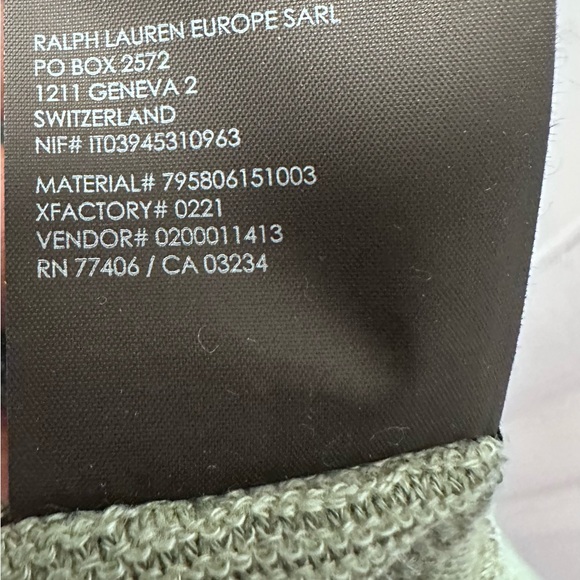 RALPH LAUREN EUROPE SARL
PO BOX 2572
1211 GENEVA 2
SWITZERLAND
NIF# IT03945310963
MATERIAL# 795806151003
XFACTORY# 0221
VENDOR# 0200011413
RN 77406 / CA 03234